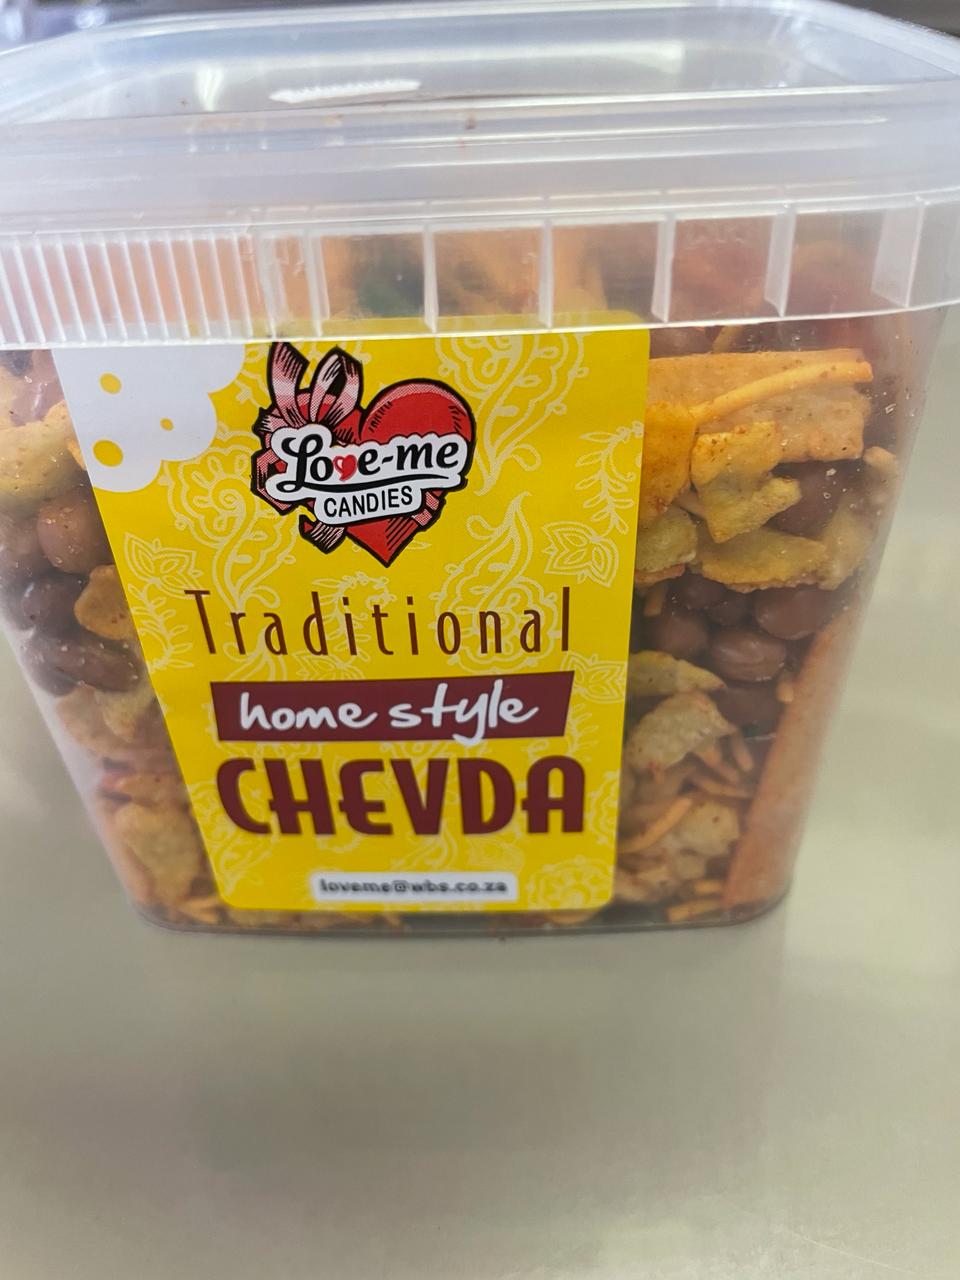 Love-me
CANDIES
Traditional
home style
CHEVDA
loveme@wbs.co.za